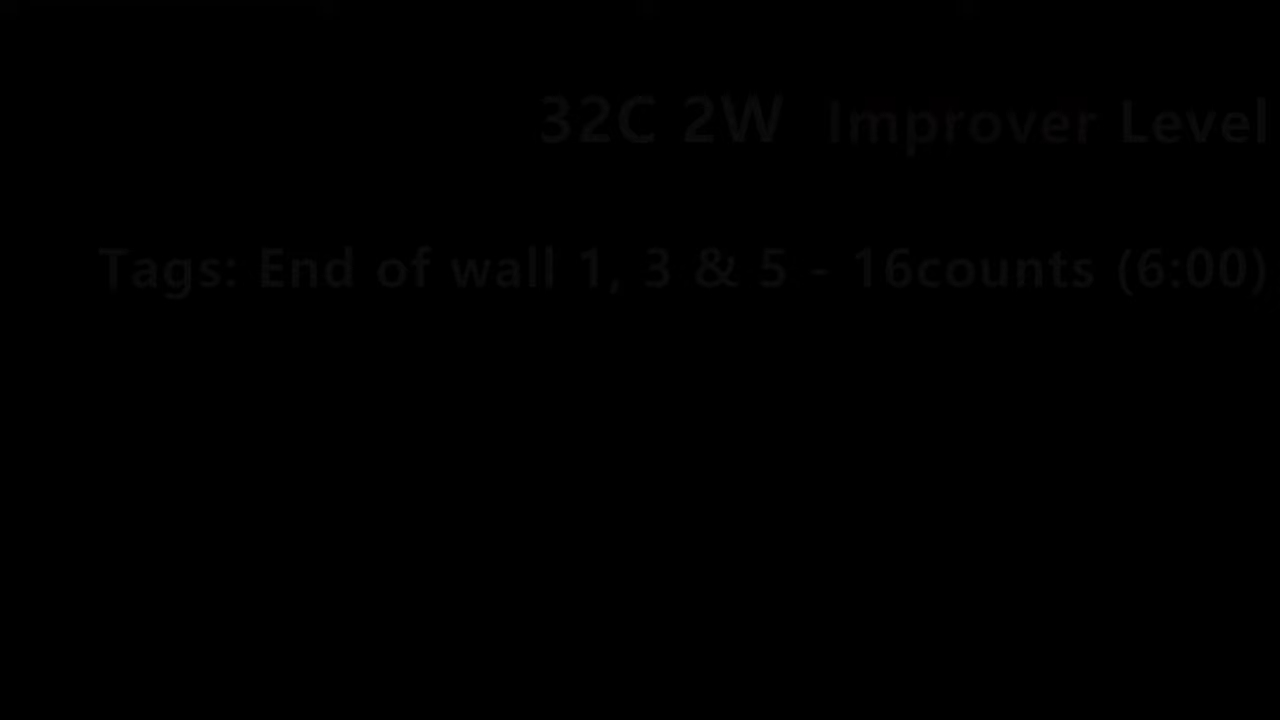 32C 2W Improver Level
Tags: End of wall 1, 3 & 5 - 16counts (6:00)